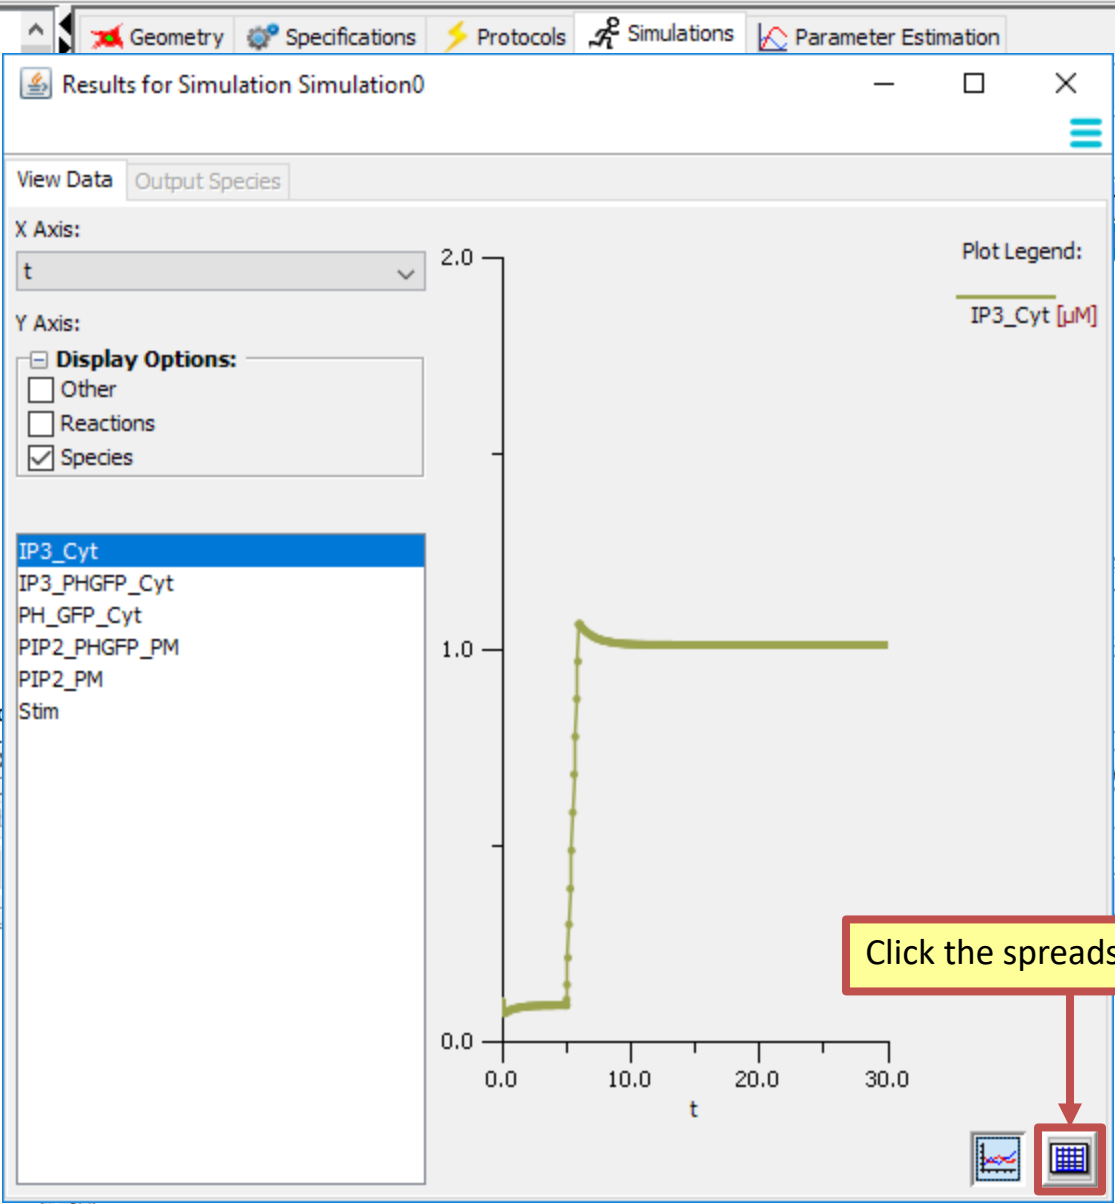 Geometry Specifications Protocols Simulations Parameter Estimation
Results for Simulation Simulation0
View Data Output Species
X Axis:
t
Y Axis:
Display Options:
Other
Reactions
Species
IP3_Cyt
IP3_PHGFP_Cyt
PH_GFP_Cyt
PIP2_PHGFP_PM
PIP2_PM
Stim
2.0
1.0
0.0
0.0 10.0 20.0 30.0
t
Plot Legend:
IP3_Cyt [µM]
Click the spreads